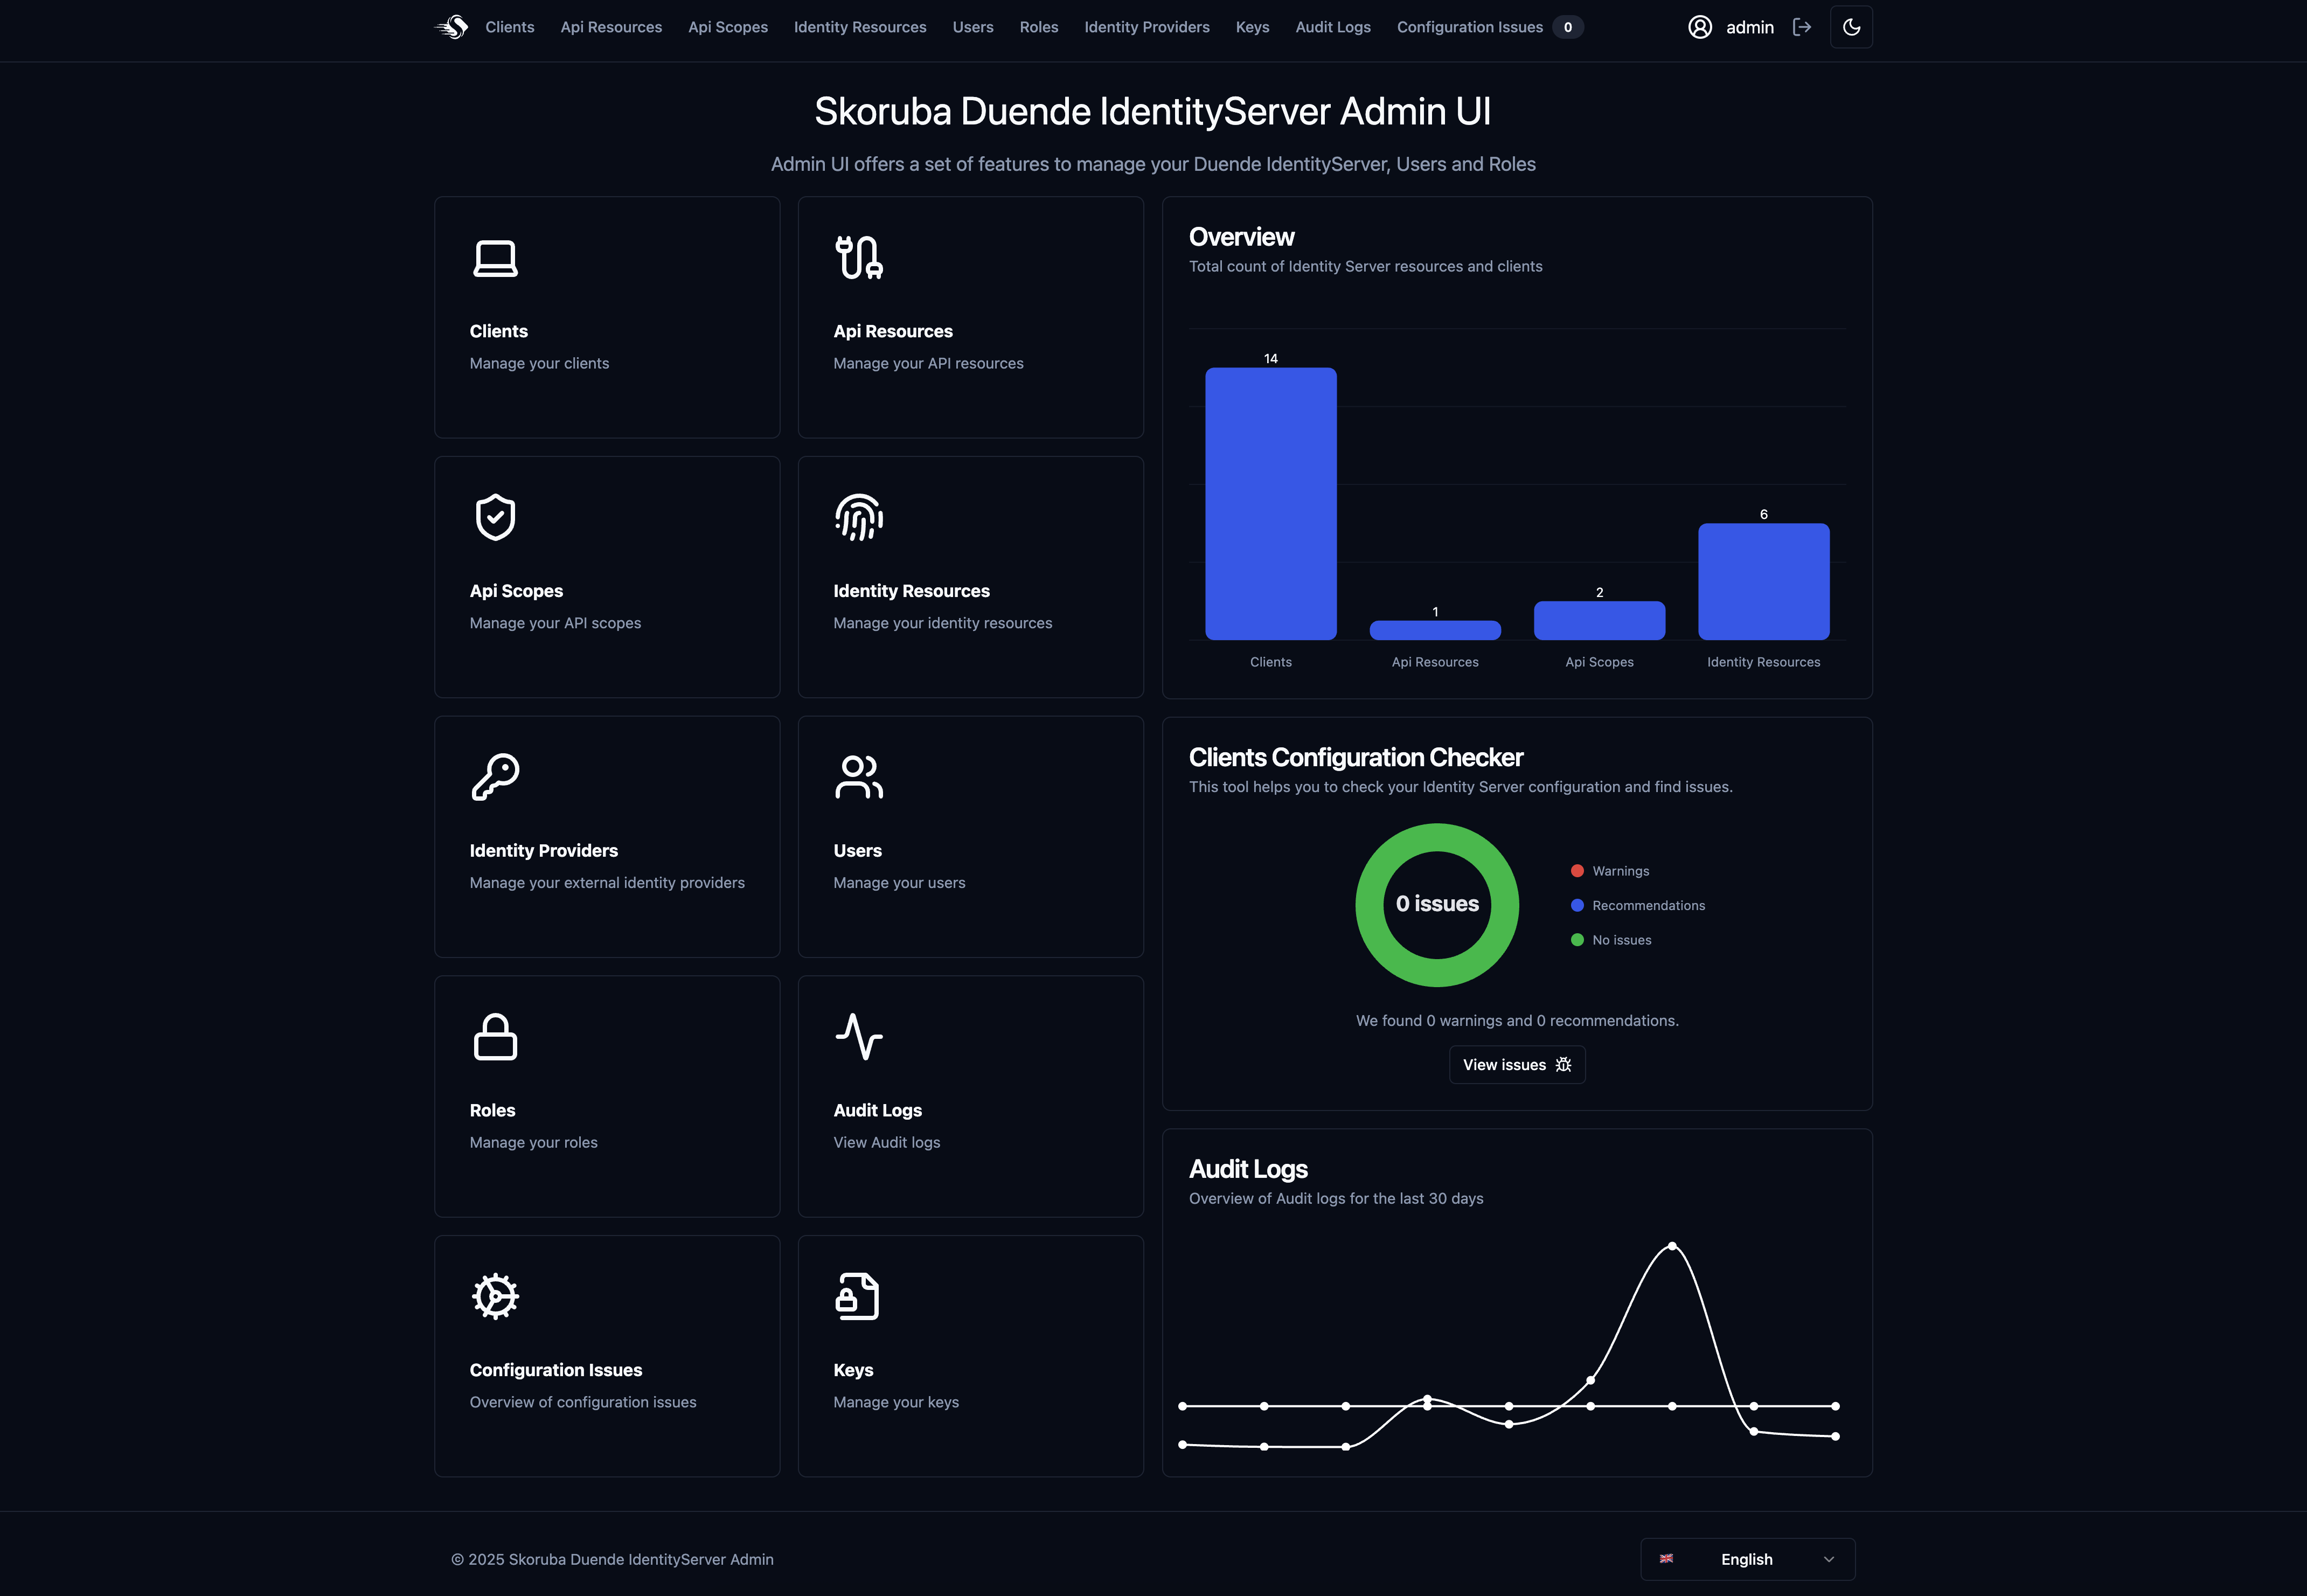 Clients Api Resources Api Scopes Identity Resources Users Roles Identity Providers Keys Audit Logs Configuration Issues 0 admin
Skoruba Duende IdentityServer Admin UI
Admin UI offers a set of features to manage your Duende IdentityServer, Users and Roles
Clients
Manage your clients
Api Resources
Manage your API resources
Api Scopes
Manage your API scopes
Identity Resources
Manage your identity resources
Identity Providers
Manage your external identity providers
Users
Manage your users
Roles
Manage your roles
Audit Logs
View Audit logs
Configuration Issues
Overview of configuration issues
Keys
Manage your keys
Overview
Total count of Identity Server resources and clients
14
1
2
6
Clients Api Resources Api Scopes Identity Resources
Clients Configuration Checker
This tool helps you to check your Identity Server configuration and find issues.
0 issues
Warnings
Recommendations
No issues
We found 0 warnings and 0 recommendations.
View issues
Audit Logs
Overview of Audit logs for the last 30 days
© 2025 Skoruba Duende IdentityServer Admin
English